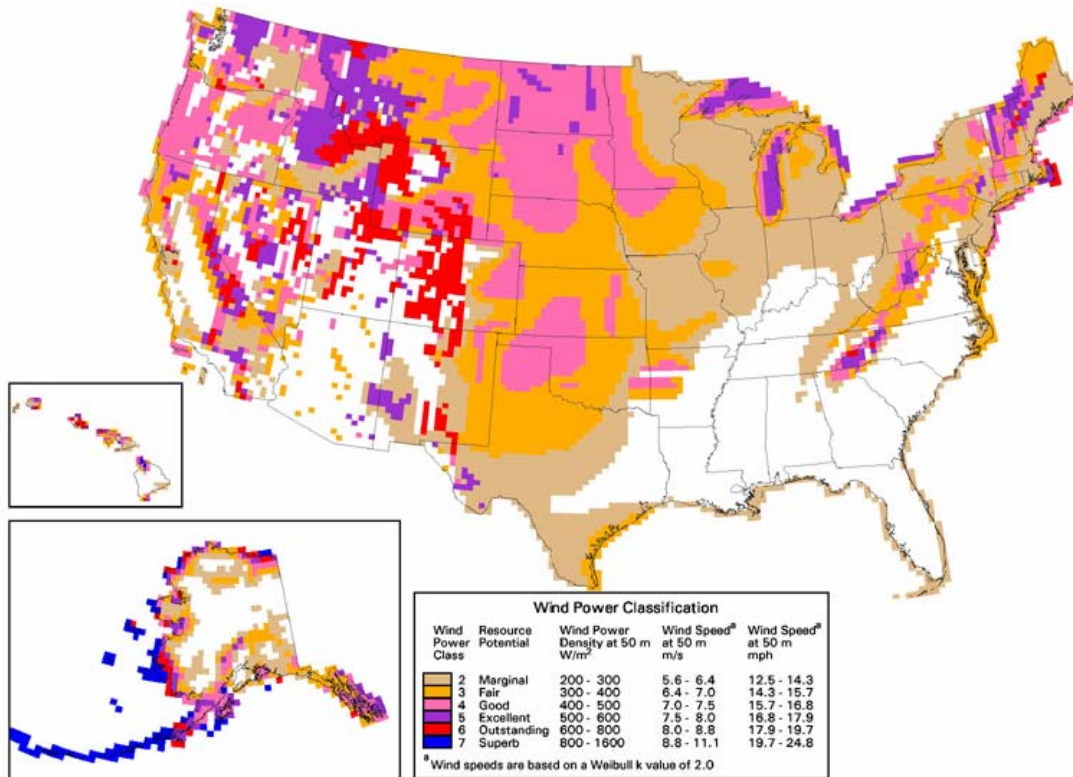 Wind Power Classification
Wind Power Class Resource Potential Wind Power Density at 50 m W/m² Wind Speedᵃ at 50 m m/s Wind Speedᵃ at 50 m mph
2 Marginal 200 - 300 5.6 - 6.4 12.5 - 14.3
3 Fair 300 - 400 6.4 - 7.0 14.3 - 15.7
4 Good 400 - 500 7.0 - 7.5 15.7 - 16.8
5 Excellent 500 - 600 7.5 - 8.0 16.8 - 17.9
6 Outstanding 600 - 800 8.0 - 8.8 17.9 - 19.7
7 Superb 800 - 1600 8.8 - 11.1 19.7 - 24.8
ᵃ Wind speeds are based on a Weibull k value of 2.0